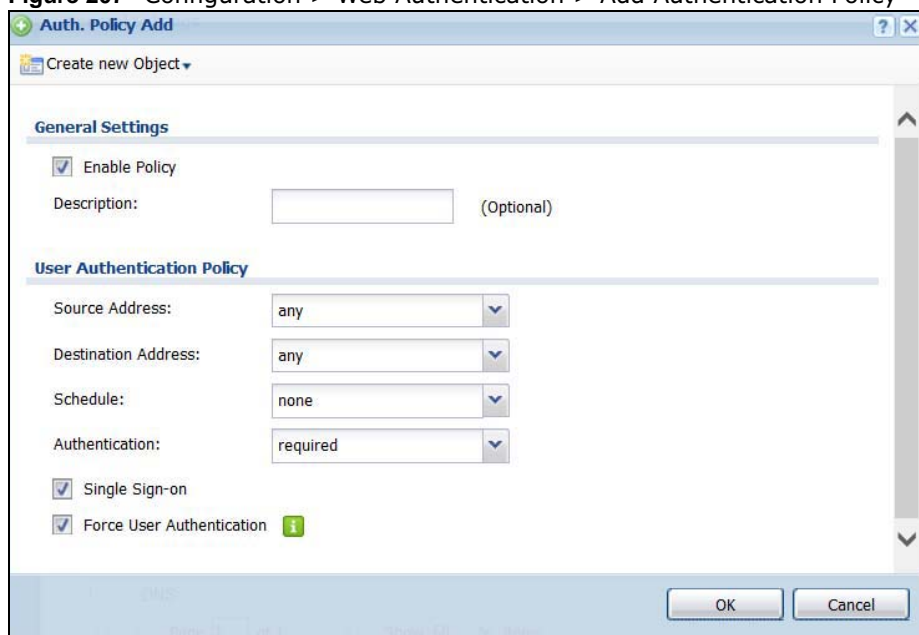 Figure 267 Configuration > Web Authentication > Add Authentication Policy
Auth. Policy Add
Create new Object
General Settings
Enable Policy
Description: (Optional)
User Authentication Policy
Source Address: any
Destination Address: any
Schedule: none
Authentication: required
Single Sign-on
Force User Authentication
OK Cancel